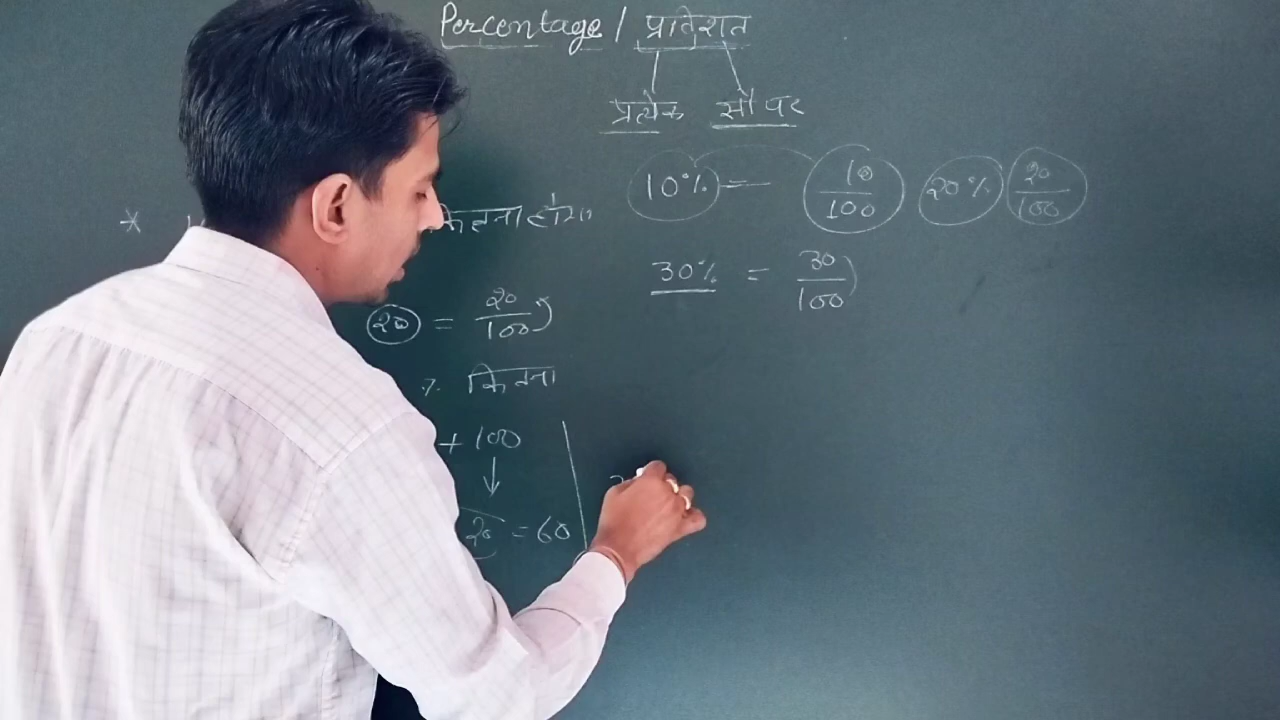 Percentage / प्रतिशत
प्रत्येक सौ पर
10% = 10/100 20% 20/100
* कितना होगा
30% = 30/100
20 = 20/100
% कितना
+ 100
↓
20 = 60